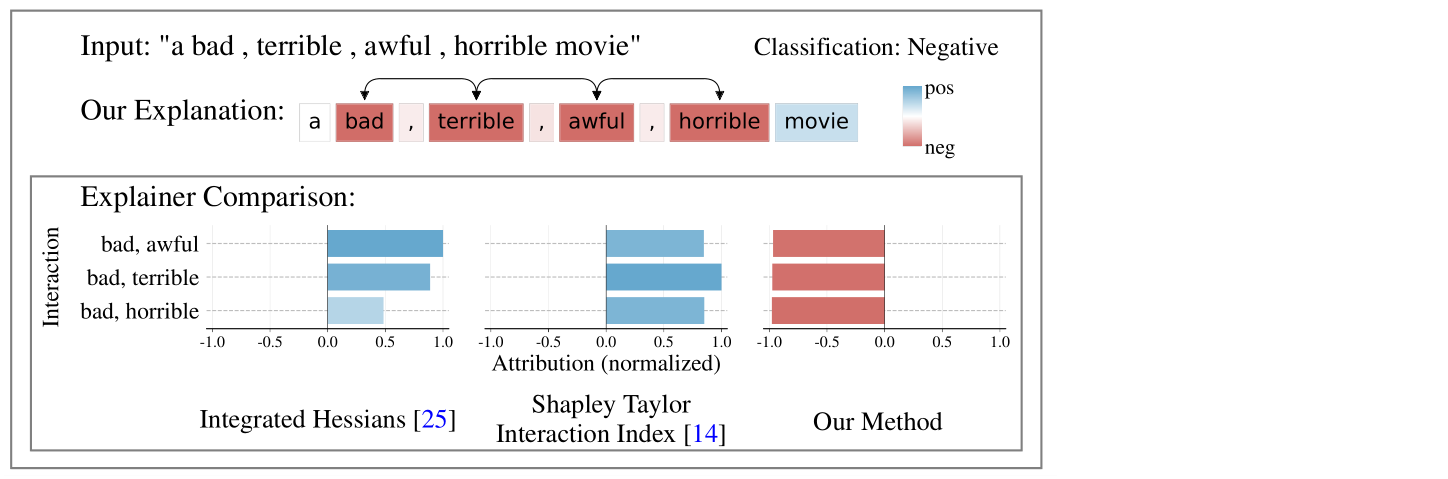 Input: "a bad , terrible , awful , horrible movie"
Classification: Negative
Our Explanation:
a bad , terrible , awful , horrible movie
pos
neg
Explainer Comparison:
Interaction
bad, awful
bad, terrible
bad, horrible
-1.0 -0.5 0.0 0.5 1.0
-1.0 -0.5 0.0 0.5 1.0
-1.0 -0.5 0.0 0.5 1.0
Attribution (normalized)
Integrated Hessians [25]
Shapley Taylor
Interaction Index [14]
Our Method